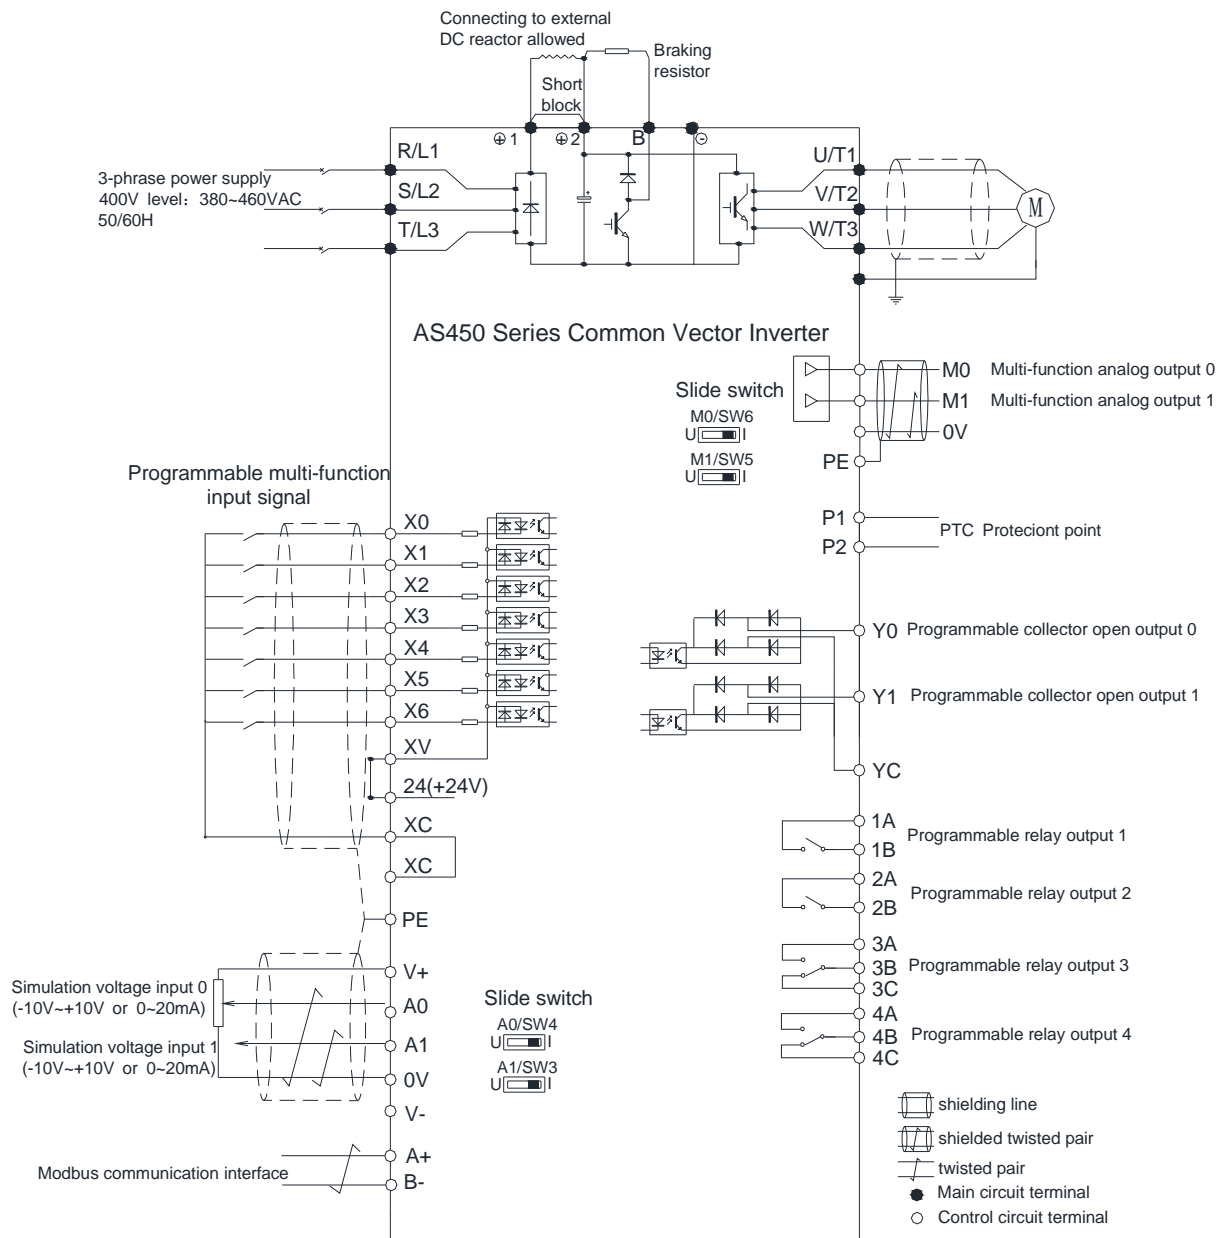 Connecting to external
DC reactor allowed
Braking
resistor
Short
block
⊕1
⊕2
B
⊖
R/L1
S/L2
T/L3
3-phrase power supply
400V level：380~460VAC
50/60H
U/T1
V/T2
W/T3
M
AS450 Series Common Vector Inverter
Slide switch
M0/SW6
U I
M1/SW5
U I
M0 Multi-function analog output 0
M1 Multi-function analog output 1
0V
PE
Programmable multi-function
input signal
X0
X1
X2
X3
X4
X5
X6
XV
24(+24V)
XC
XC
PE
P1
P2
PTC Proteciont point
Y0 Programmable collector open output 0
Y1 Programmable collector open output 1
YC
1A
1B
Programmable relay output 1
2A
2B
Programmable relay output 2
3A
3B
3C
Programmable relay output 3
4A
4B
4C
Programmable relay output 4
V+
A0
A1
0V
V-
Simulation voltage input 0
(-10V~+10V or 0~20mA)
Simulation voltage input 1
(-10V~+10V or 0~20mA)
Slide switch
A0/SW4
U I
A1/SW3
U I
Modbus communication interface
A+
B-
shielding line
shielded twisted pair
twisted pair
Main circuit terminal
Control circuit terminal